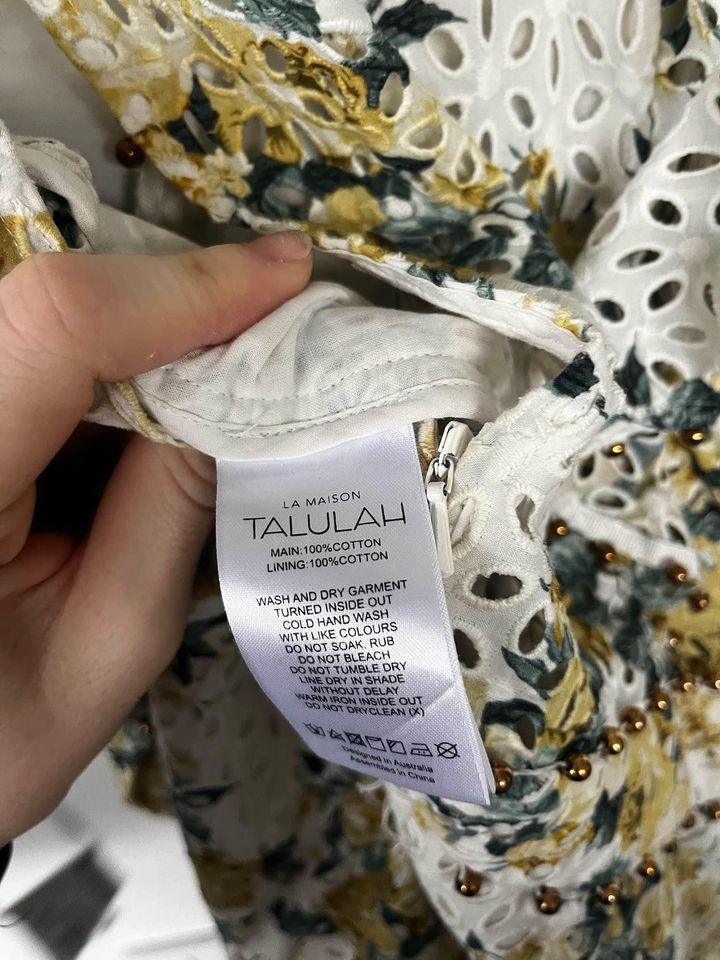 LA MAISON
TALULAH
MAIN:100%COTTON
LINING:100%COTTON
WASH AND DRY GARMENT
TURNED INSIDE OUT
COLD HAND WASH
WITH LIKE COLOURS
DO NOT SOAK, RUB
DO NOT BLEACH
DO NOT TUMBLE DRY
LINE DRY IN SHADE
WITHOUT DELAY
WARM IRON INSIDE OUT
DO NOT DRYCLEAN (X)
Designed in Australia
Assembled in China